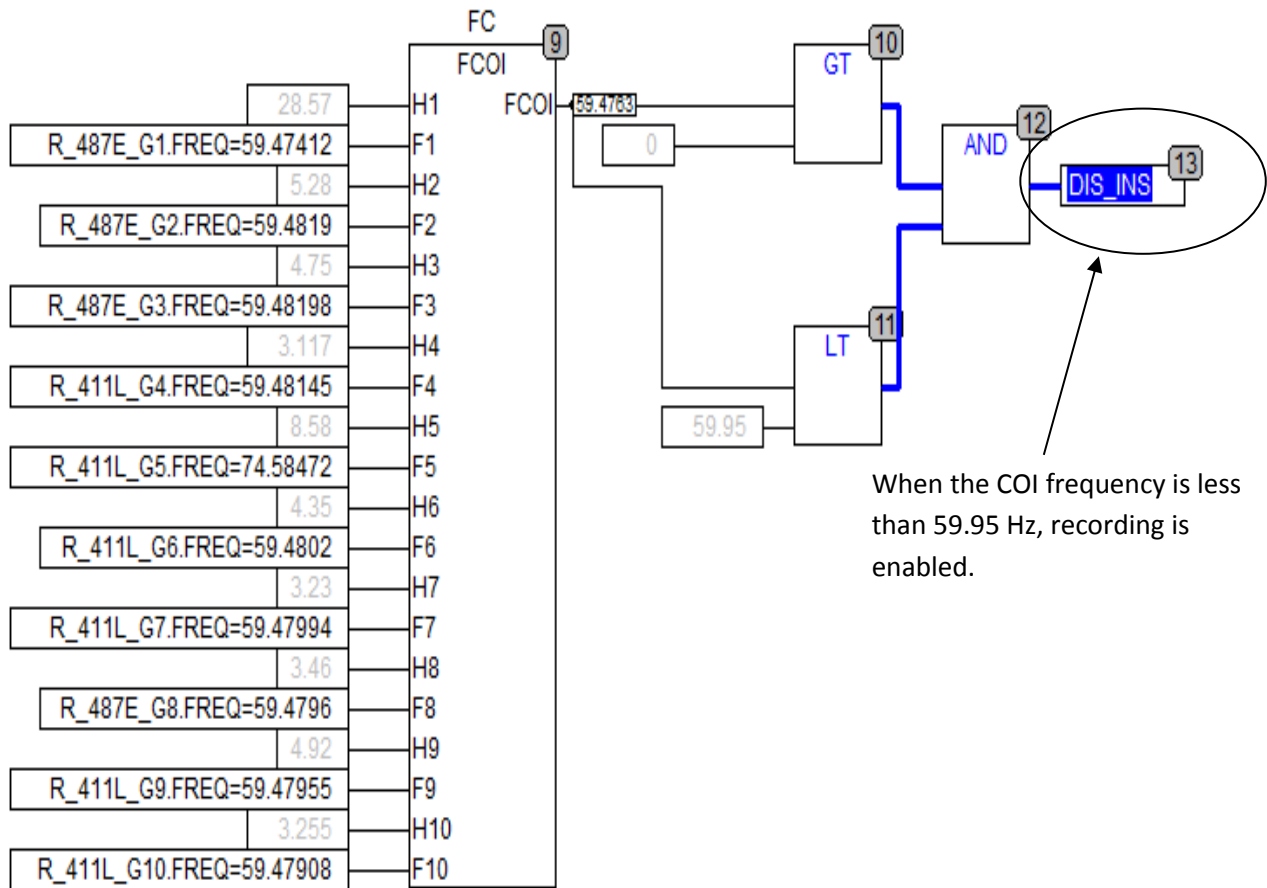 FC
9
FCOI
FCOI
28.57
H1
R_487E_G1.FREQ=59.47412
F1
5.28
H2
R_487E_G2.FREQ=59.4819
F2
4.75
H3
R_487E_G3.FREQ=59.48198
F3
3.117
H4
R_411L_G4.FREQ=59.48145
F4
8.58
H5
R_411L_G5.FREQ=74.58472
F5
4.35
H6
R_411L_G6.FREQ=59.4802
F6
3.23
H7
R_411L_G7.FREQ=59.47994
F7
3.46
H8
R_487E_G8.FREQ=59.4796
F8
4.92
H9
R_411L_G9.FREQ=59.47955
F9
3.255
H10
R_411L_G10.FREQ=59.47908
F10
59.4763
0
10
GT
59.95
11
LT
12
AND
13
DIS_INS
When the COI frequency is less
than 59.95 Hz, recording is
enabled.